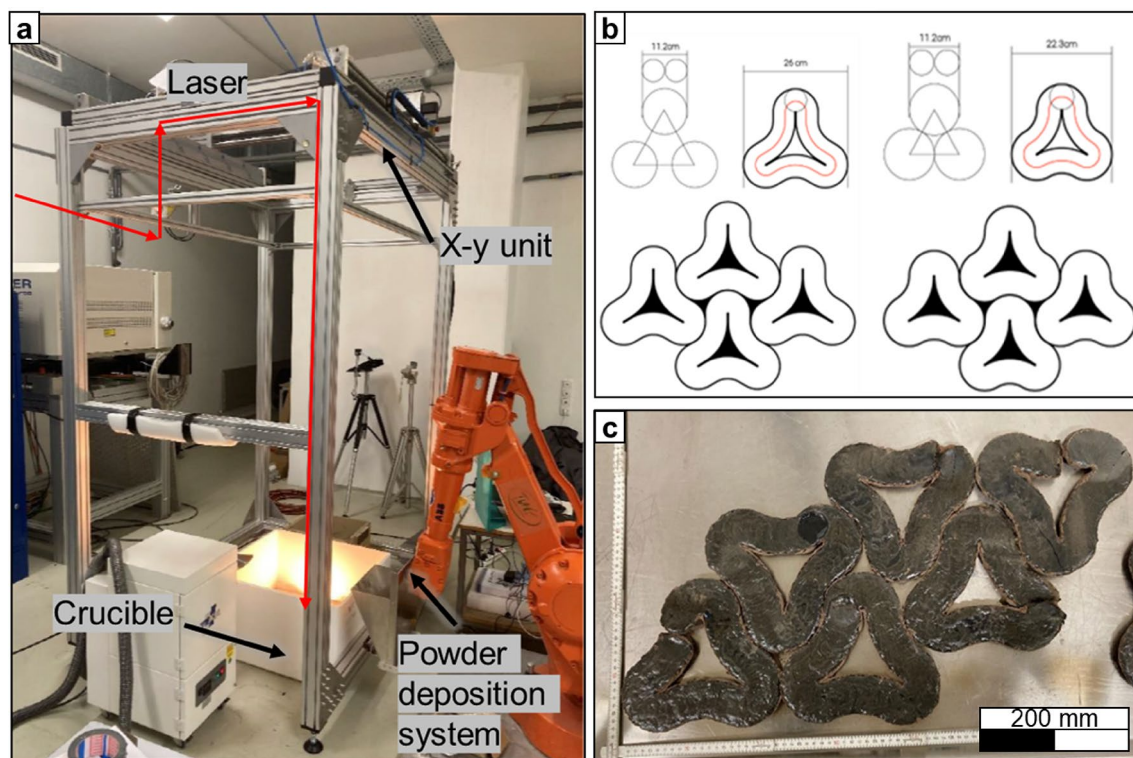 a
Laser
X-y unit
Crucible
Powder
deposition
system
b
11.2cm
26 cm
11.2cm
22.3cm
c
200 mm